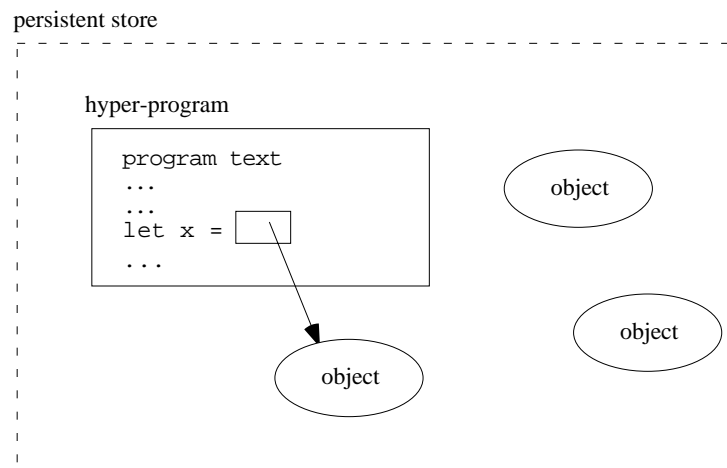 persistent store
hyper-program
program text
...
...
let x =
...
object
object
object